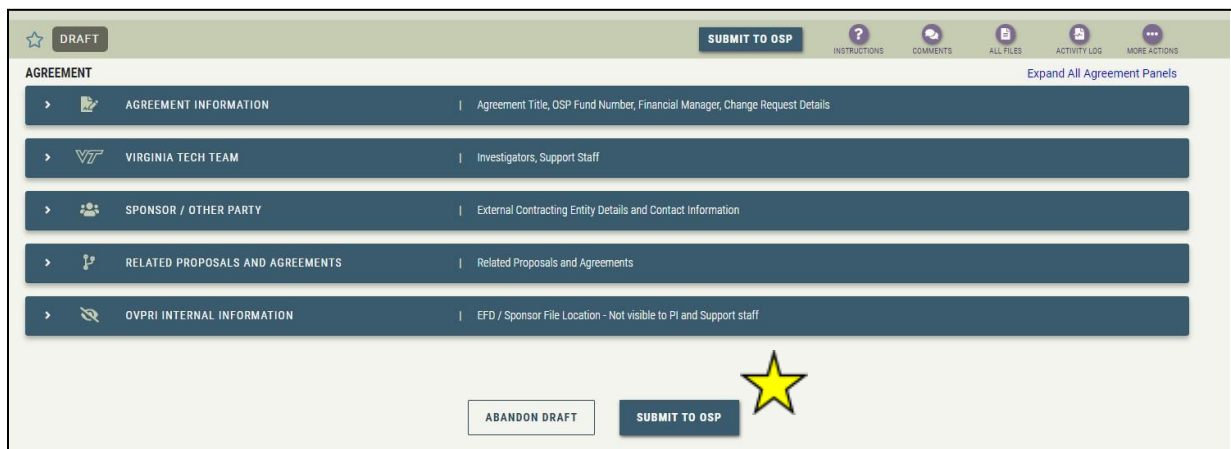 DRAFT
SUBMIT TO OSP
INSTRUCTIONS
COMMENTS
ALL FILES
ACTIVITY LOG
MORE ACTIONS
AGREEMENT
Expand All Agreement Panels
AGREEMENT INFORMATION | Agreement Title, OSP Fund Number, Financial Manager, Change Request Details
VT VIRGINIA TECH TEAM | Investigators, Support Staff
SPONSOR / OTHER PARTY | External Contracting Entity Details and Contact Information
RELATED PROPOSALS AND AGREEMENTS | Related Proposals and Agreements
OVPRI INTERNAL INFORMATION | EFD / Sponsor File Location - Not visible to PI and Support staff
ABANDON DRAFT
SUBMIT TO OSP